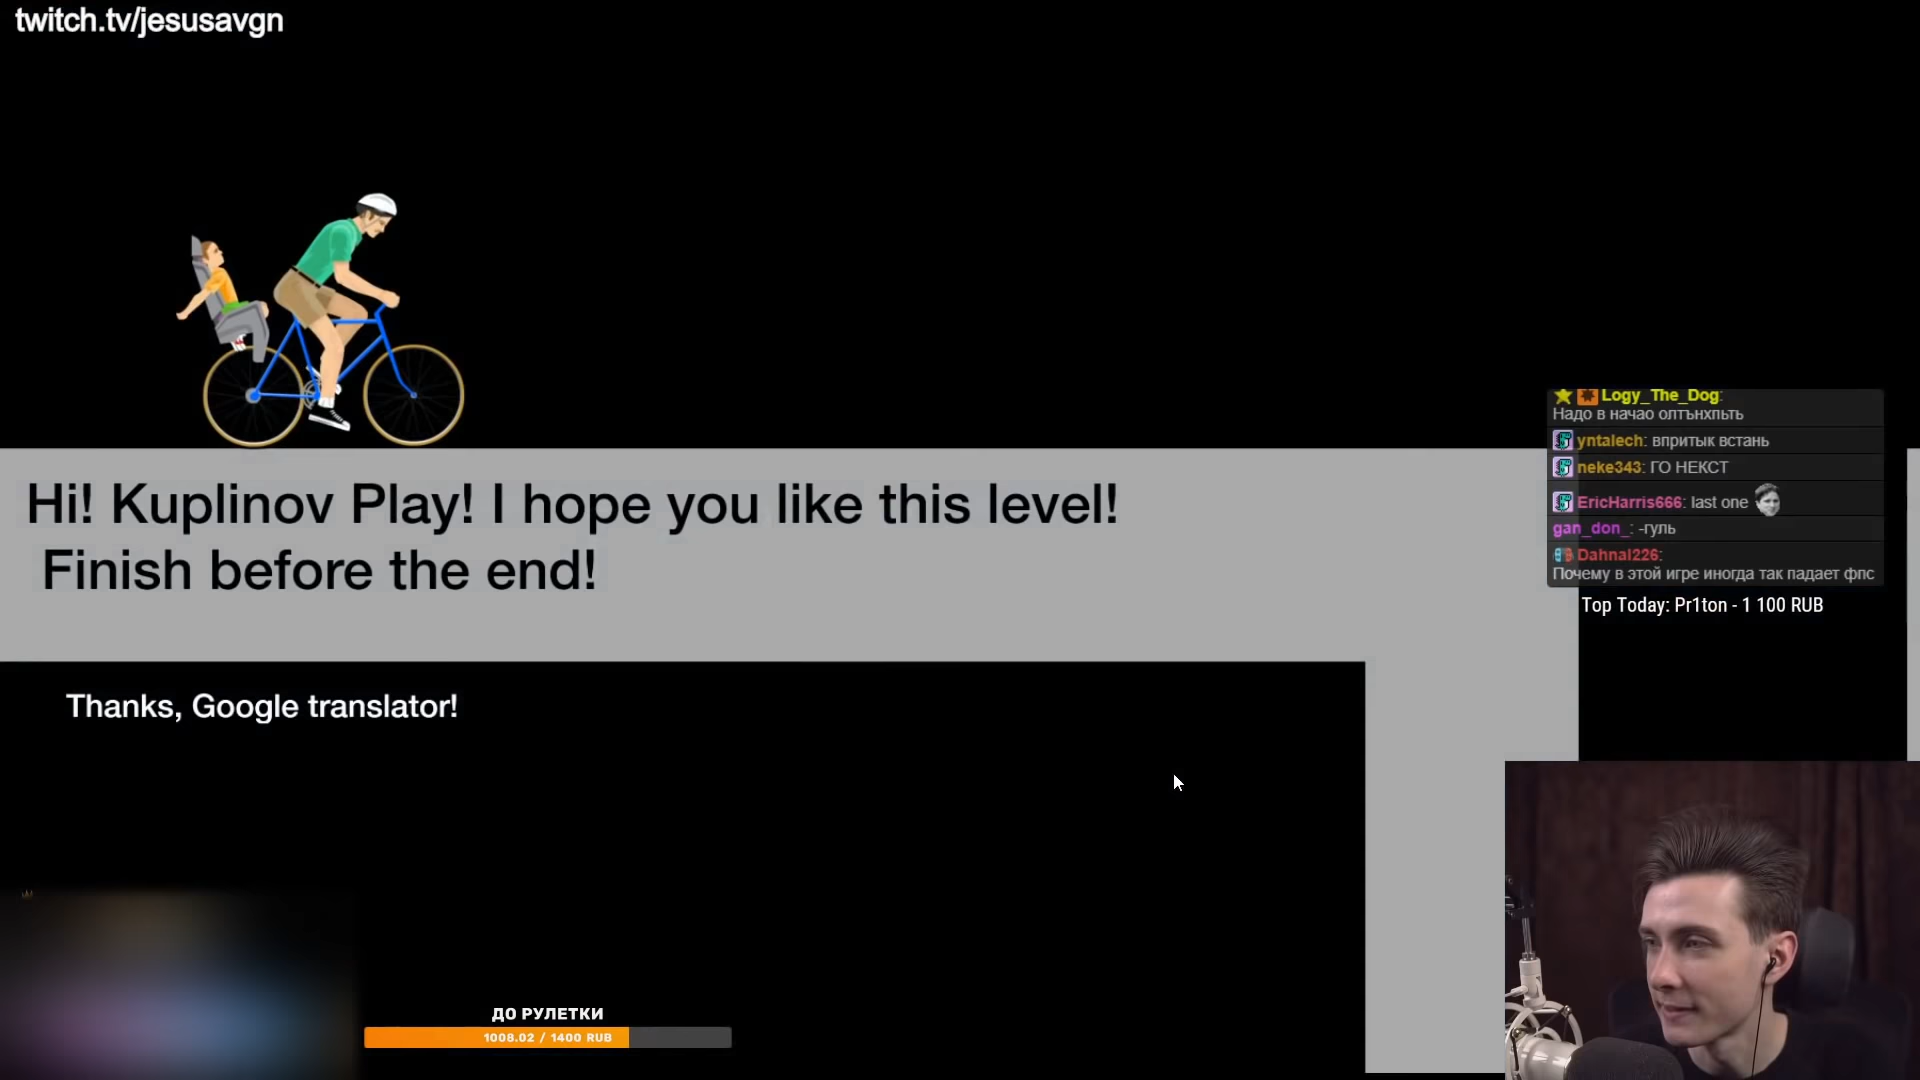 twitch.tv/jesusavgn
Hi! Kuplinov Play! I hope you like this level!
Finish before the end!
Thanks, Google translator!
Logy_The_Dog:
Надо в начао олтънхпьть
yntalech: впритык встань
neke343: ГО НЕКСТ
EricHarris666: last one
gan_don_: -гуль
Dahnal226:
Почему в этой игре иногда так падает фпс
Top Today: Pr1ton - 1 100 RUB
ДО РУЛЕТКИ
1008.02 / 1400 RUB